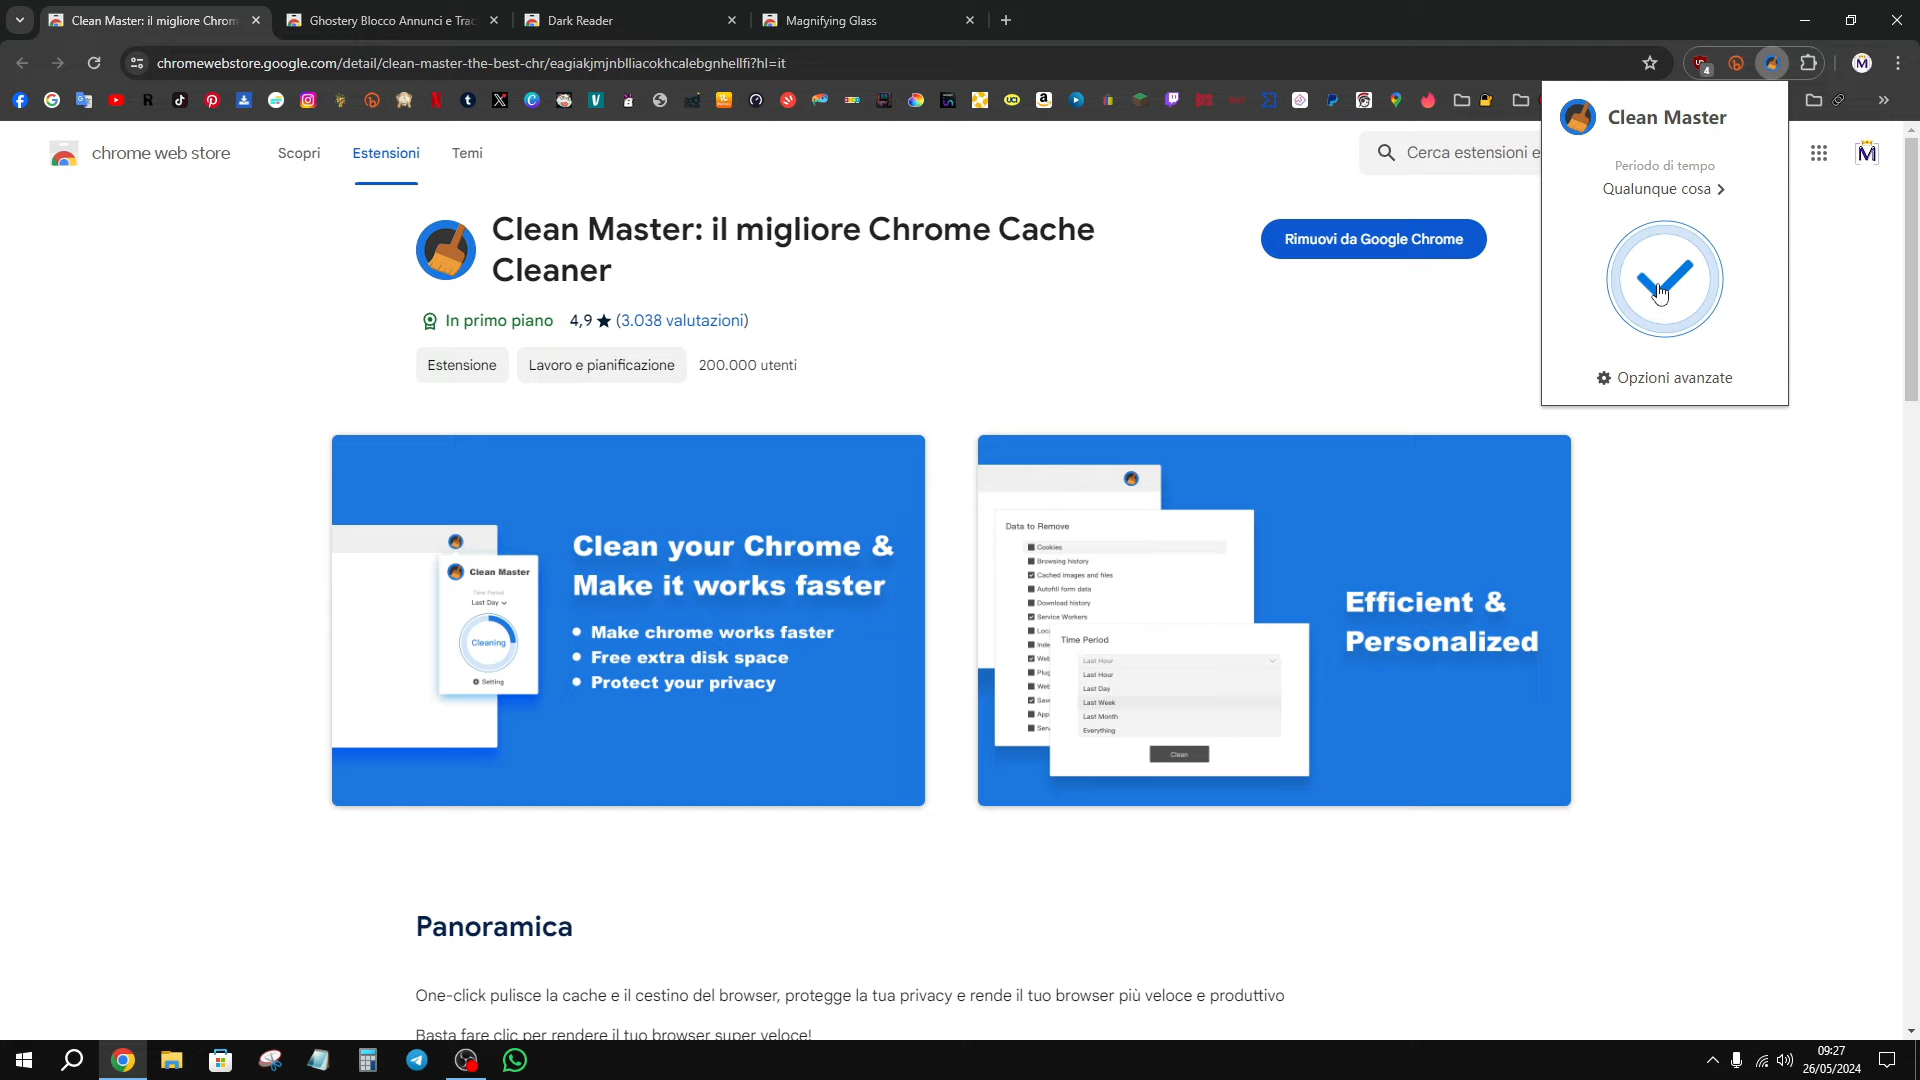 Clean Master: il migliore Chrom
Ghostery Blocco Annunci e Trac
Dark Reader
Magnifying Glass
chromewebstore.google.com/detail/clean-master-the-best-chr/eagiakjmjnblliacokhcalebgnhellfi?hl=it
4
M
chrome web store
Scopri
Estensioni
Temi
Cerca estensioni e
M
Clean Master
Periodo di tempo
Qualunque cosa
Opzioni avanzate
Clean Master: il migliore Chrome Cache
Cleaner
Rimuovi da Google Chrome
In primo piano
4,9 ★ (3.038 valutazioni)
Estensione
Lavoro e pianificazione
200.000 utenti
Clean Master
Time Period
Last Day
Cleaning
Setting
Clean your Chrome &
Make it works faster
• Make chrome works faster
• Free extra disk space
• Protect your privacy
Data to Remove
Cookies
Browsing history
Cached images and files
Autofill form data
Download history
Service Workers
Time Period
Last Hour
Last Hour
Last Day
Last Week
Last Month
Everything
Clean
Efficient &
Personalized
Panoramica
One-click pulisce la cache e il cestino del browser, protegge la tua privacy e rende il tuo browser più veloce e produttivo
Basta fare clic per rendere il tuo browser super veloce!
09:27
26/05/2024